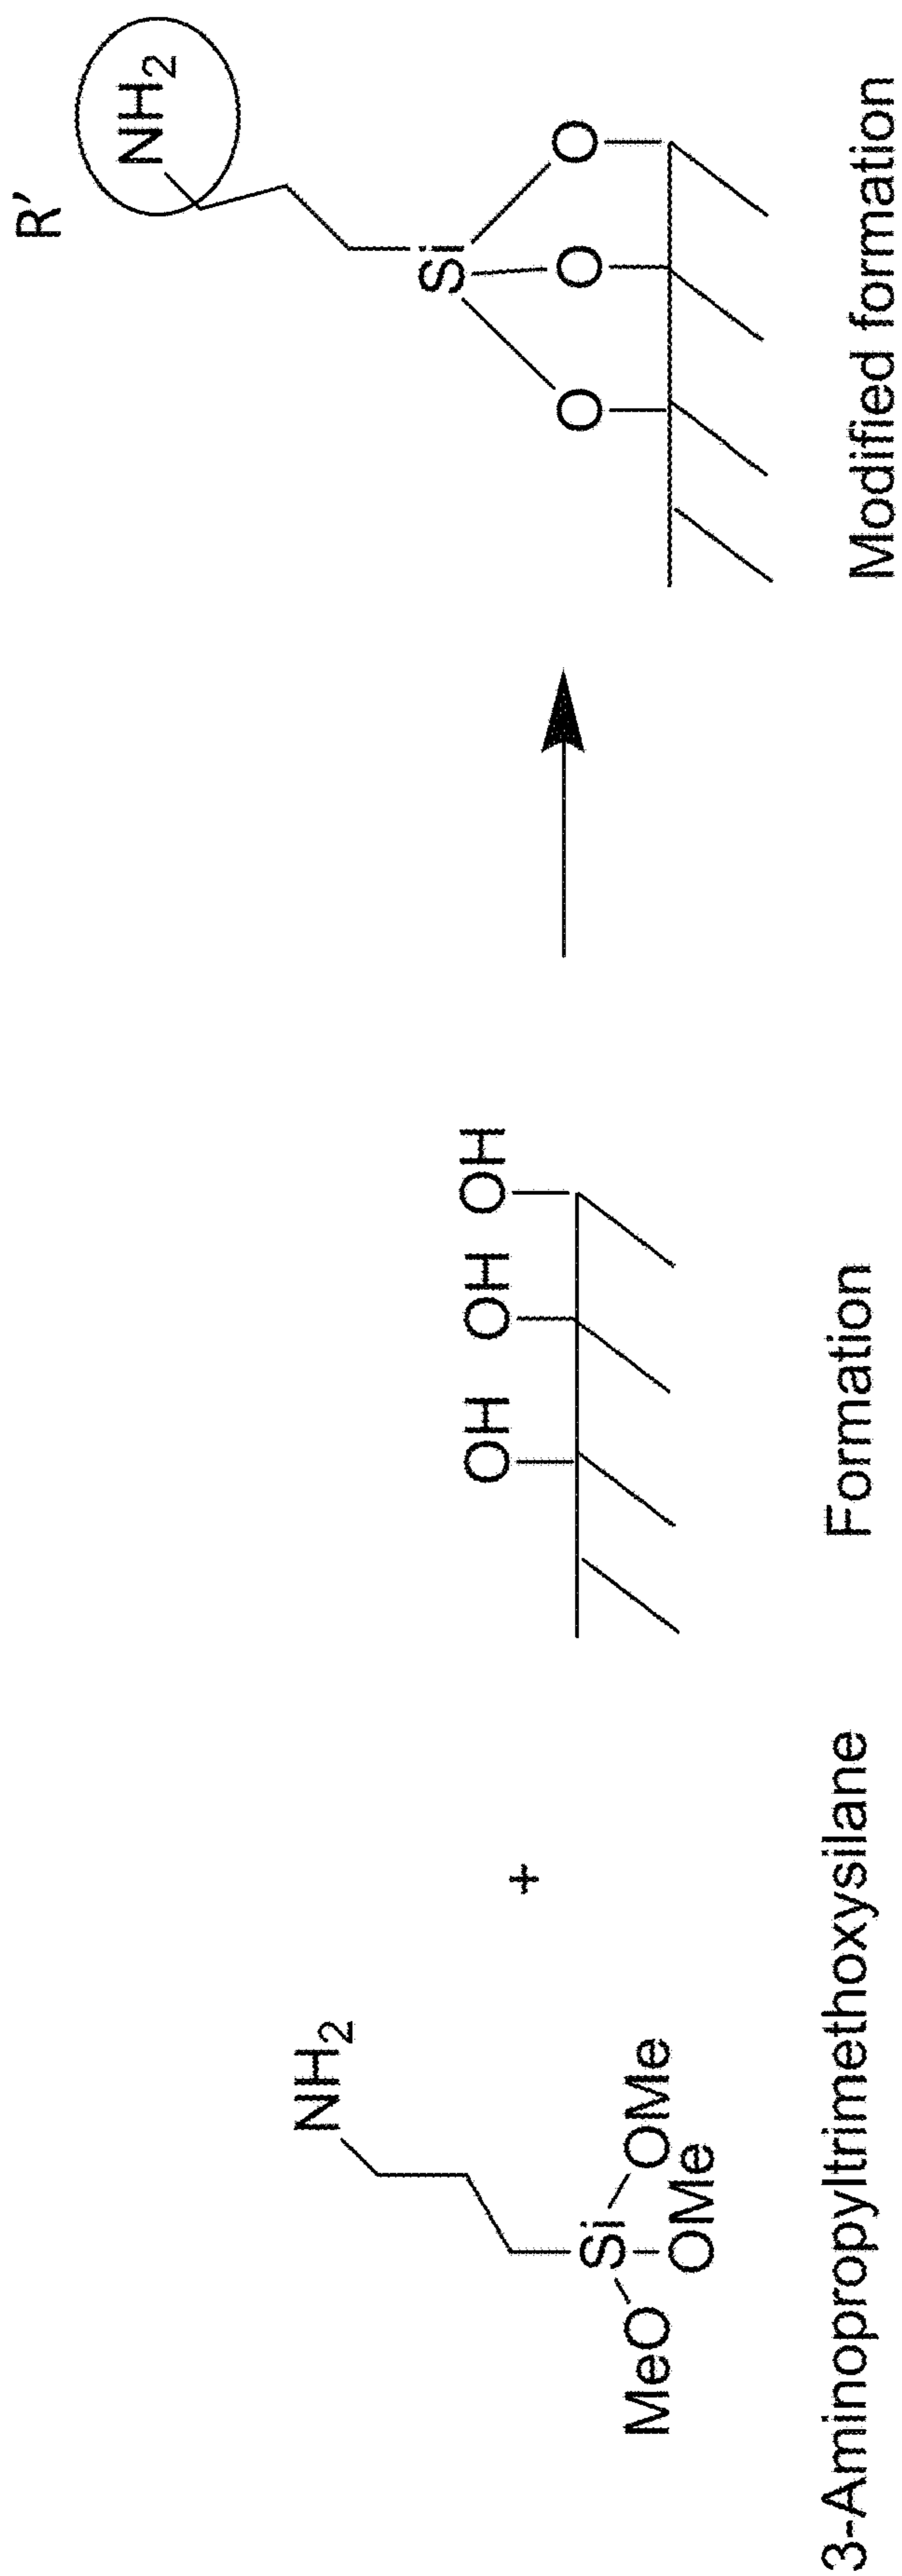 NH2
Si
MeO
OMe
OMe
3-Aminopropyltrimethoxysilane
+
OH OH OH
Formation
R'
NH2
Si
O O O
Modified formation